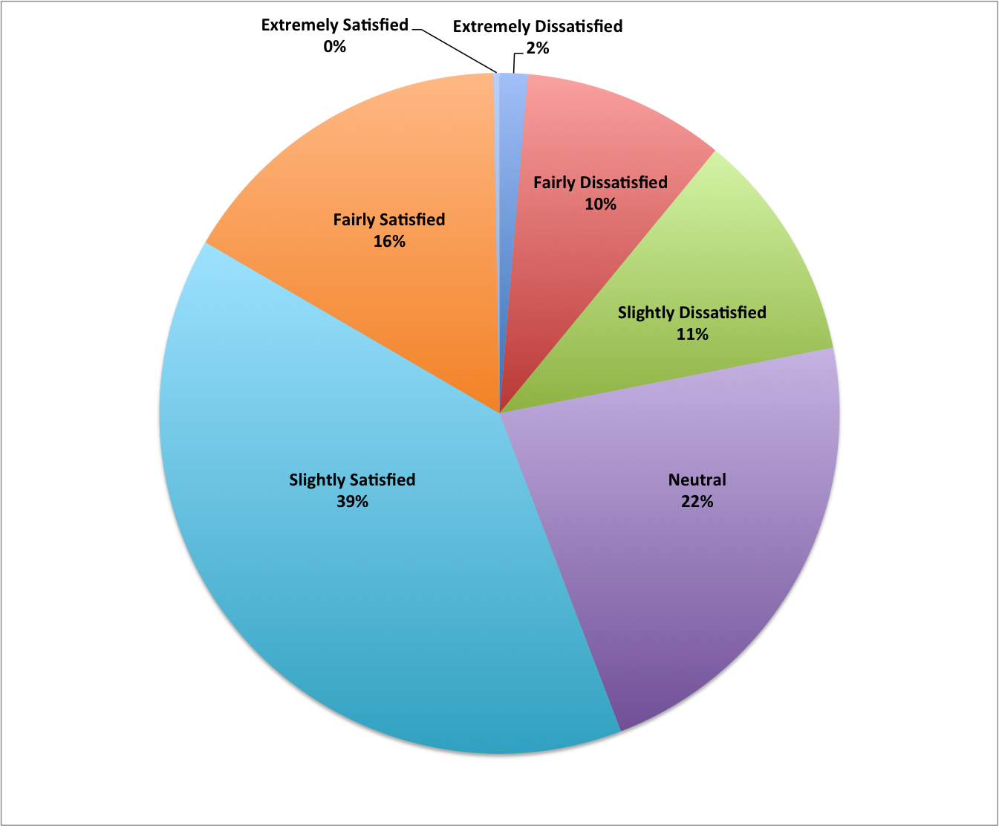 Extremely Satisfied
0%
Extremely Dissatisfied
2%
Fairly Dissatisfied
10%
Fairly Satisfied
16%
Slightly Dissatisfied
11%
Slightly Satisfied
39%
Neutral
22%